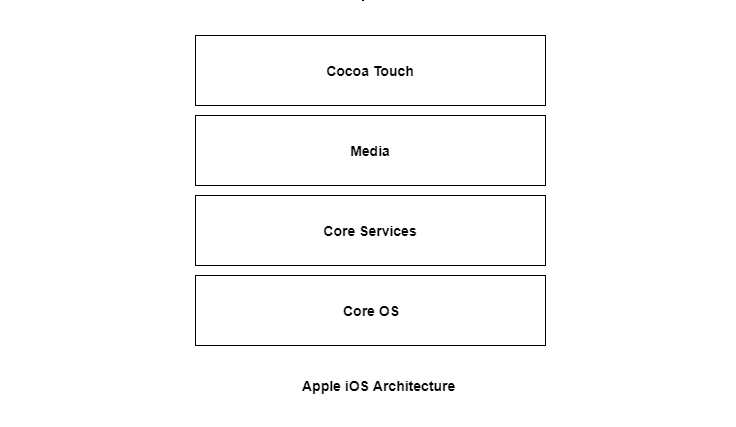 Cocoa Touch
Media
Core Services
Core OS
Apple iOS Architecture